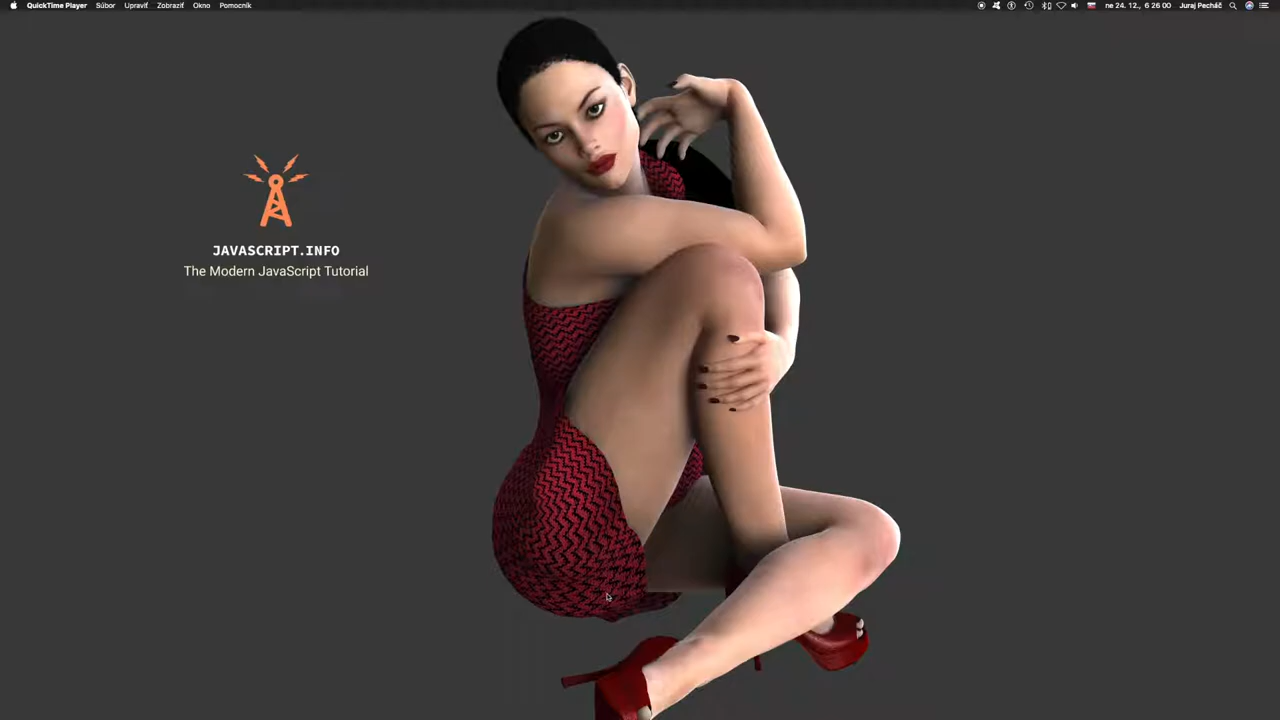 QuickTime Player Súbor Upraviť Zobraziť Okno Pomocník ne 24. 12., 6 26 00 Juraj Pecháč
JAVASCRIPT.INFO
The Modern JavaScript Tutorial